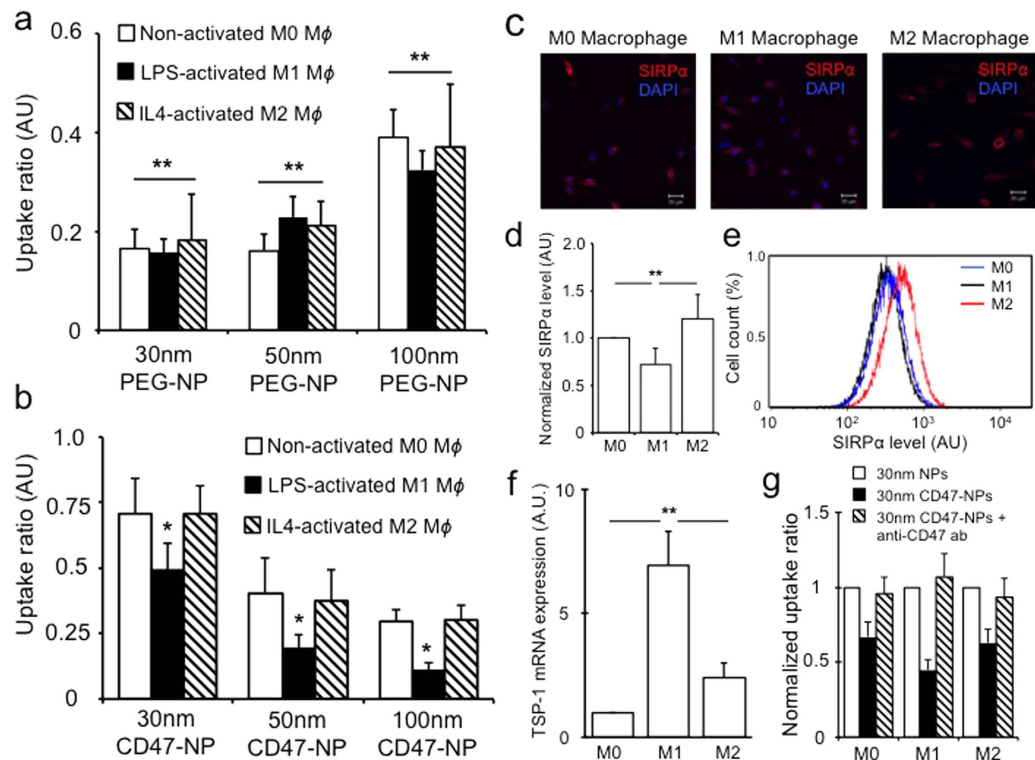 a
0.6
0.4
0.2
0
Uptake ratio (AU)
Non-activated M0 Mϕ
LPS-activated M1 Mϕ
IL4-activated M2 Mϕ
**
**
**
30nm
PEG-NP
50nm
PEG-NP
100nm
PEG-NP
b
1.0
0.75
0.5
0.25
0
Uptake ratio (AU)
Non-activated M0 Mϕ
LPS-activated M1 Mϕ
IL4-activated M2 Mϕ
*
*
*
30nm
CD47-NP
50nm
CD47-NP
100nm
CD47-NP
c
M0 Macrophage
SIRPα
DAPI
20 μm
M1 Macrophage
SIRPα
DAPI
20 μm
M2 Macrophage
SIRPα
DAPI
20 μm
d
2.0
1.5
1.0
0.5
0.0
Normalized SIRPα level (AU)
**
M0
M1
M2
e
1.0
0.5
0
Cell count (%)
M0
M1
M2
10
10²
10³
10⁴
SIRPα level (AU)
f
10
5
0
TSP-1 mRNA expression (A.U.)
**
M0
M1
M2
g
30nm NPs
30nm CD47-NPs
30nm CD47-NPs +
anti-CD47 ab
1.5
1
0.5
0
Normalized uptake ratio
M0
M1
M2